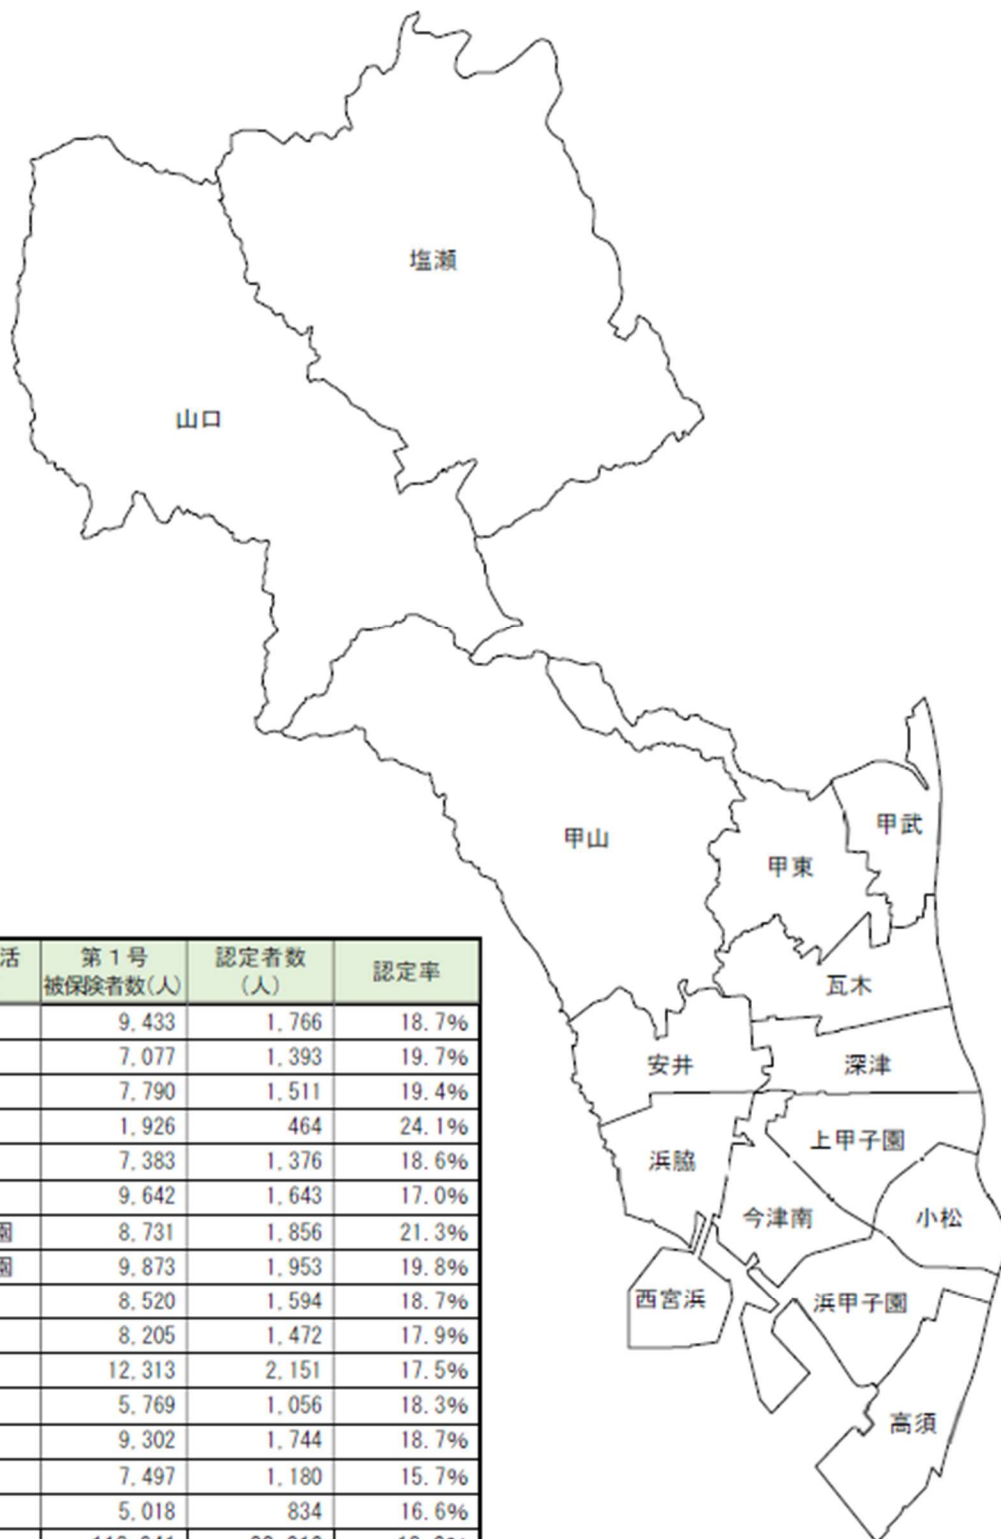 塩瀬
山口
甲山
甲東
甲武
瓦木
安井
深津
上甲子園
浜脇
今津南
小松
西宮浜
浜甲子園
高須
活 第1号 認定者数 認定率
被保険者数(人) (人)
9,433 1,766 18.7%
7,077 1,393 19.7%
7,790 1,511 19.4%
1,926 464 24.1%
7,383 1,376 18.6%
9,642 1,643 17.0%
園 8,731 1,856 21.3%
園 9,873 1,953 19.8%
8,520 1,594 18.7%
8,205 1,472 17.9%
12,313 2,151 17.5%
5,769 1,056 18.3%
9,302 1,744 18.7%
7,497 1,180 15.7%
5,018 834 16.6%